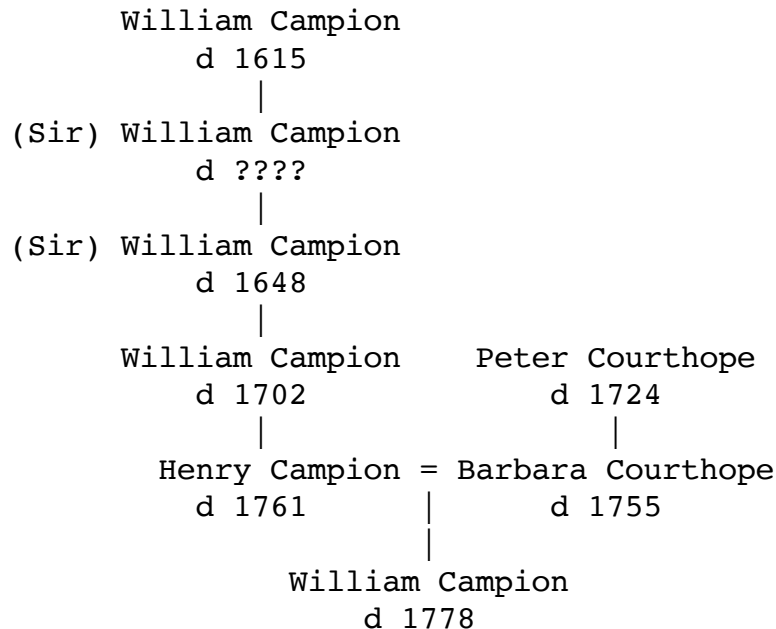 William Campion
d 1615
|
(Sir) William Campion
d ????
|
(Sir) William Campion
d 1648
|
William Campion Peter Courthope
d 1702 d 1724
| |
Henry Campion = Barbara Courthope
d 1761 | d 1755
|
William Campion
d 1778